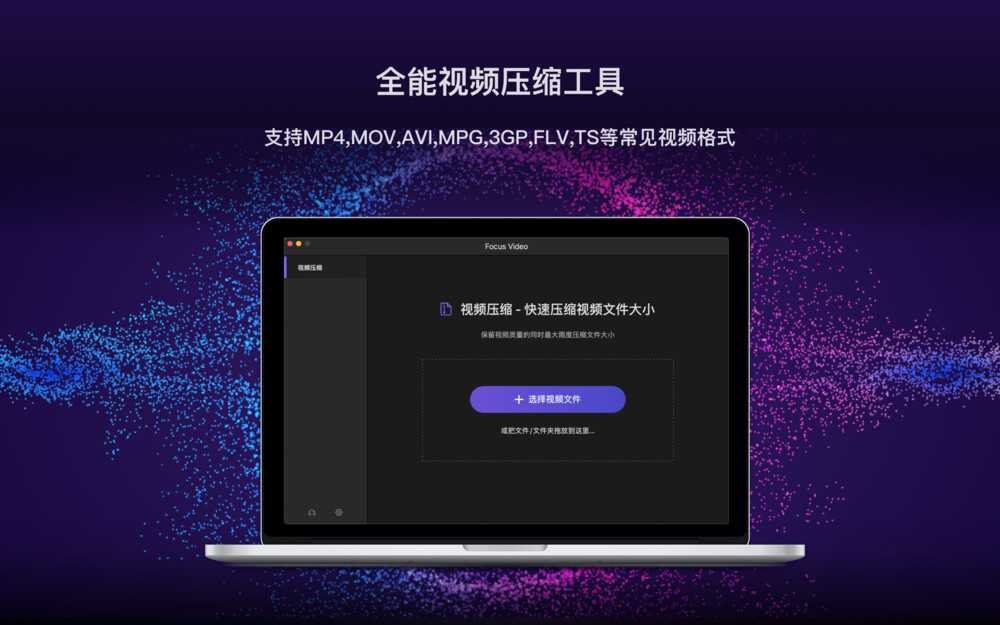 全能视频压缩工具
支持MP4,MOV,AVI,MPG,3GP,FLV,TS等常见视频格式
Focus Video
视频压缩
视频压缩 - 快速压缩视频文件大小
保留视频质量的同时最大限度压缩文件大小
选择视频文件
或把文件/文件夹拖放到这里...